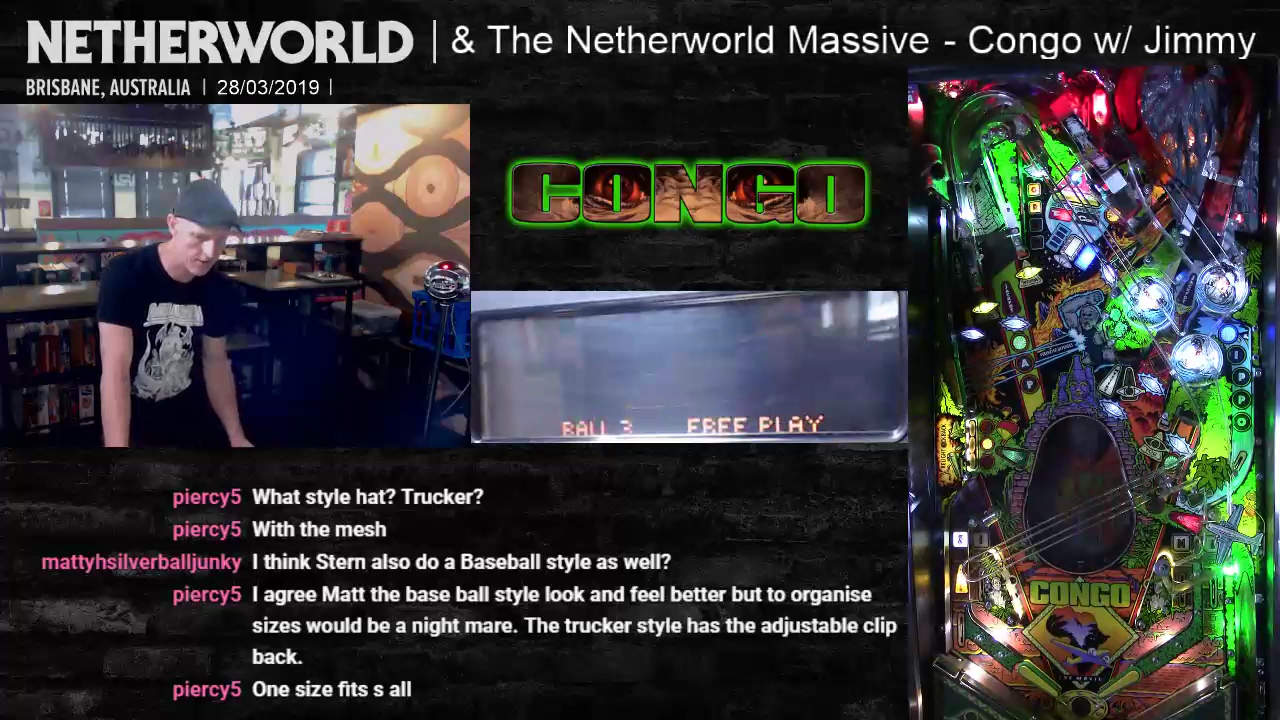 NETHERWORLD | & The Netherworld Massive - Congo w/ Jimmy
BRISBANE, AUSTRALIA | 28/03/2019 |
CONGO
BALL 3 FREE PLAY
piercy5 What style hat? Trucker?
piercy5 With the mesh
mattyhsilverballjunky I think Stern also do a Baseball style as well?
piercy5 I agree Matt the base ball style look and feel better but to organise
sizes would be a night mare. The trucker style has the adjustable clip
back.
piercy5 One size fits s all
CONGO
THE MOVIE